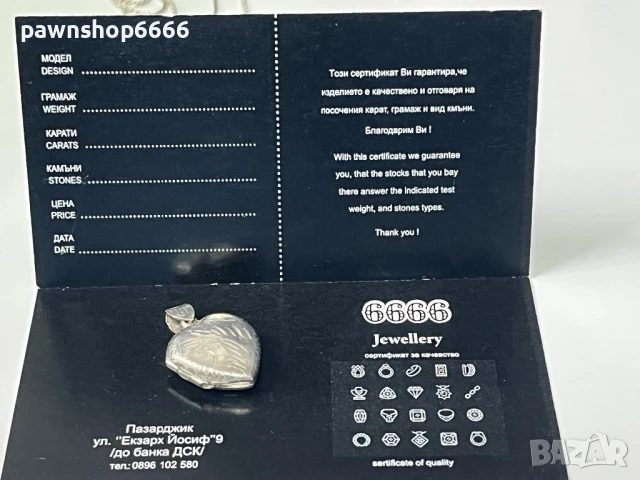 pawnshop6666
МОДЕЛ
DESIGN
ГРАМАЖ
WEIGHT
КАРАТИ
CARATS
КАМЪНИ
STONES
ЦЕНА
PRICE
ДАТА
DATE
Този сертификат Ви гарантира,че
изделието е качествено и отговаря на
посочения карат, грамаж и вид кмъни.
Благодарим Ви !
With this certificate we guarantee
you, that the stocks that you bay
there answer the indicated test
weight, and stones types.
Thank you !
6666
Jewellery
сертификат за качевство
sertificate of quality
Пазарджик
ул. "Екзарх Йосиф"9
/до банка ДСК/
тел.: 0896 102 580
BAZAR